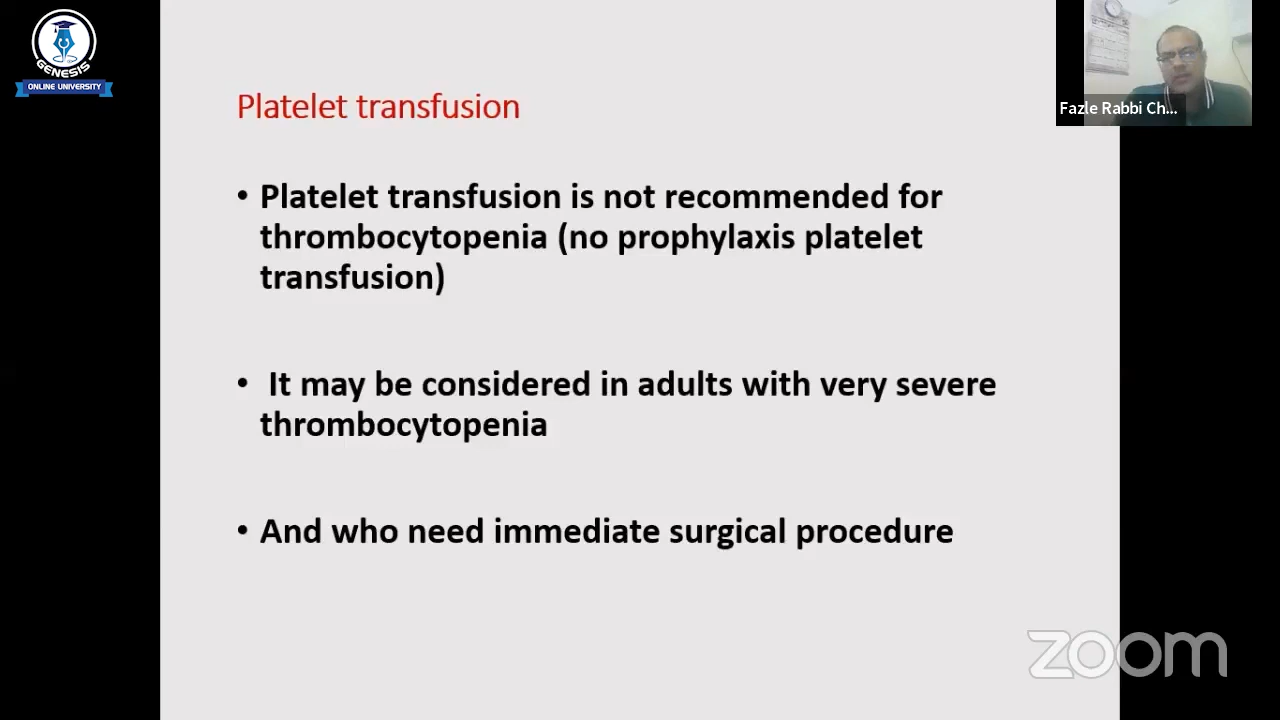 GENESIS
ONLINE UNIVERSITY
Fazle Rabbi Ch...
Platelet transfusion
• Platelet transfusion is not recommended for
thrombocytopenia (no prophylaxis platelet
transfusion)
• It may be considered in adults with very severe
thrombocytopenia
• And who need immediate surgical procedure
zoom